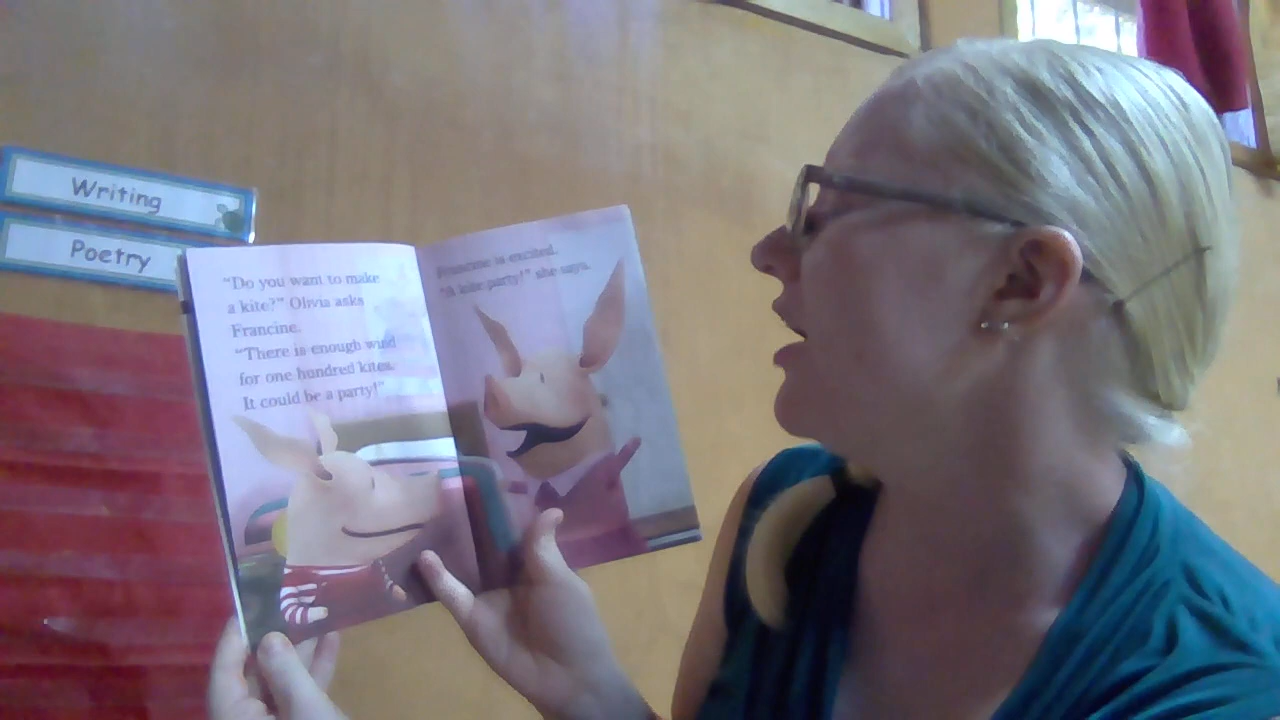 Writing
Poetry
"Do you want to make
a kite?" Olivia asks
Francine.
"There is enough wind
for one hundred kites.
It could be a party!"
Francine is excited.
"A kite party!" she says.